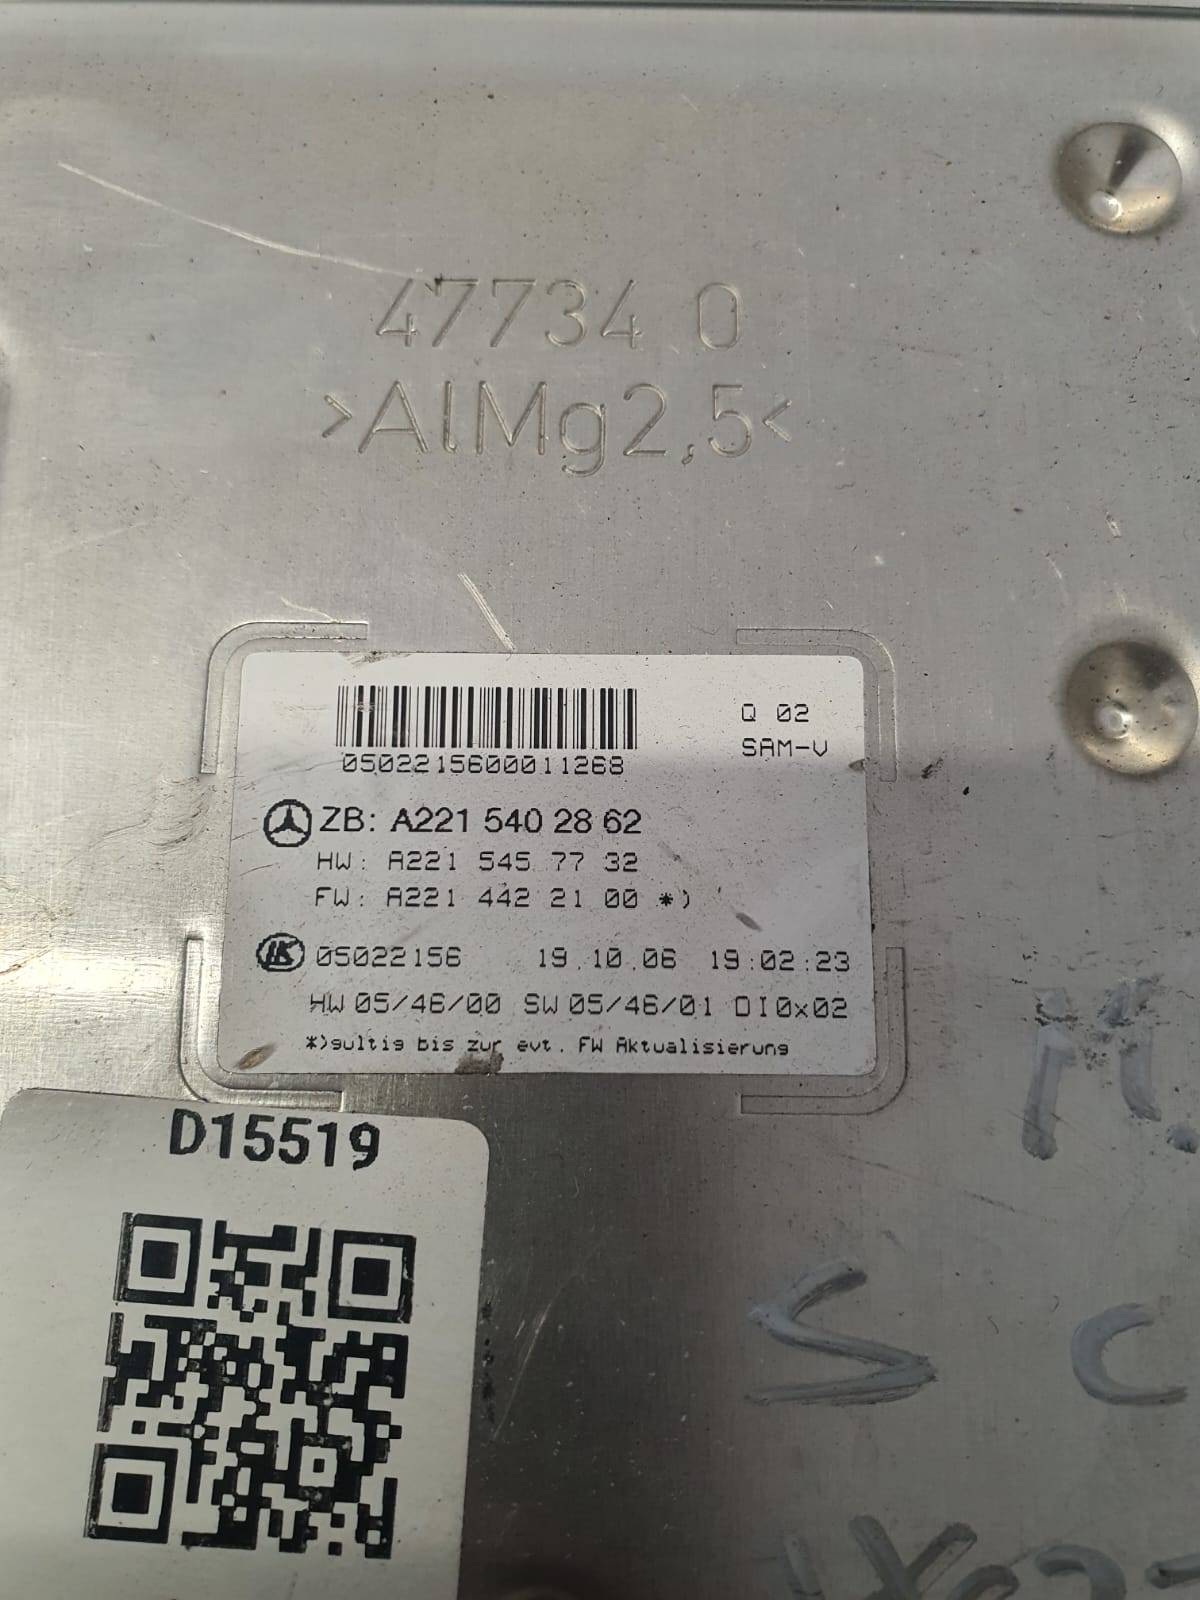 47734 0
>AlMg2,5<
Q 02
SAM-V
0502215600011268
ZB: A221 540 28 62
HW: A221 545 77 32
FW: A221 442 21 00 *)
05022156 19.10.06 19:02:23
HW 05/46/00 SW 05/46/01 DI0x02
*)gultig bis zur evt. FW Aktualisierung
D15519
M.
S C